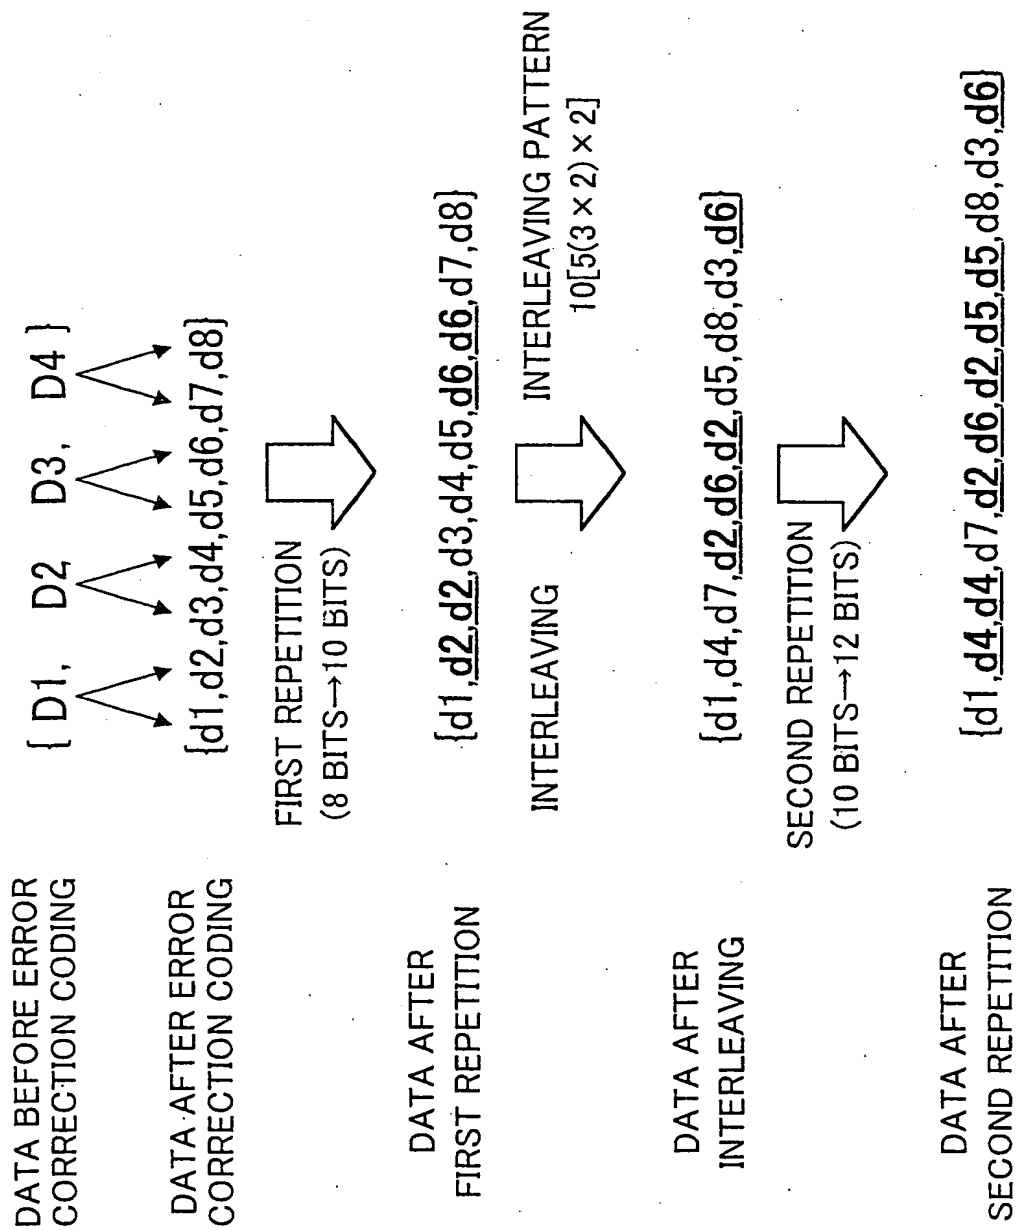 DATA BEFORE ERROR
CORRECTION CODING
{ D1, D2, D3, D4 }
DATA AFTER ERROR
CORRECTION CODING
{d1,d2,d3,d4,d5,d6,d7,d8}
FIRST REPETITION
(8 BITS→10 BITS)
DATA AFTER
FIRST REPETITION
{d1,d2,d2,d3,d4,d5,d6,d6,d7,d8}
INTERLEAVING
INTERLEAVING PATTERN
10[5(3×2)×2]
DATA AFTER
INTERLEAVING
{d1,d4,d7,d2,d6,d2,d5,d8,d3,d6}
SECOND REPETITION
(10 BITS→12 BITS)
DATA AFTER
SECOND REPETITION
{d1,d4,d4,d7,d2,d6,d2,d5,d5,d8,d3,d6}